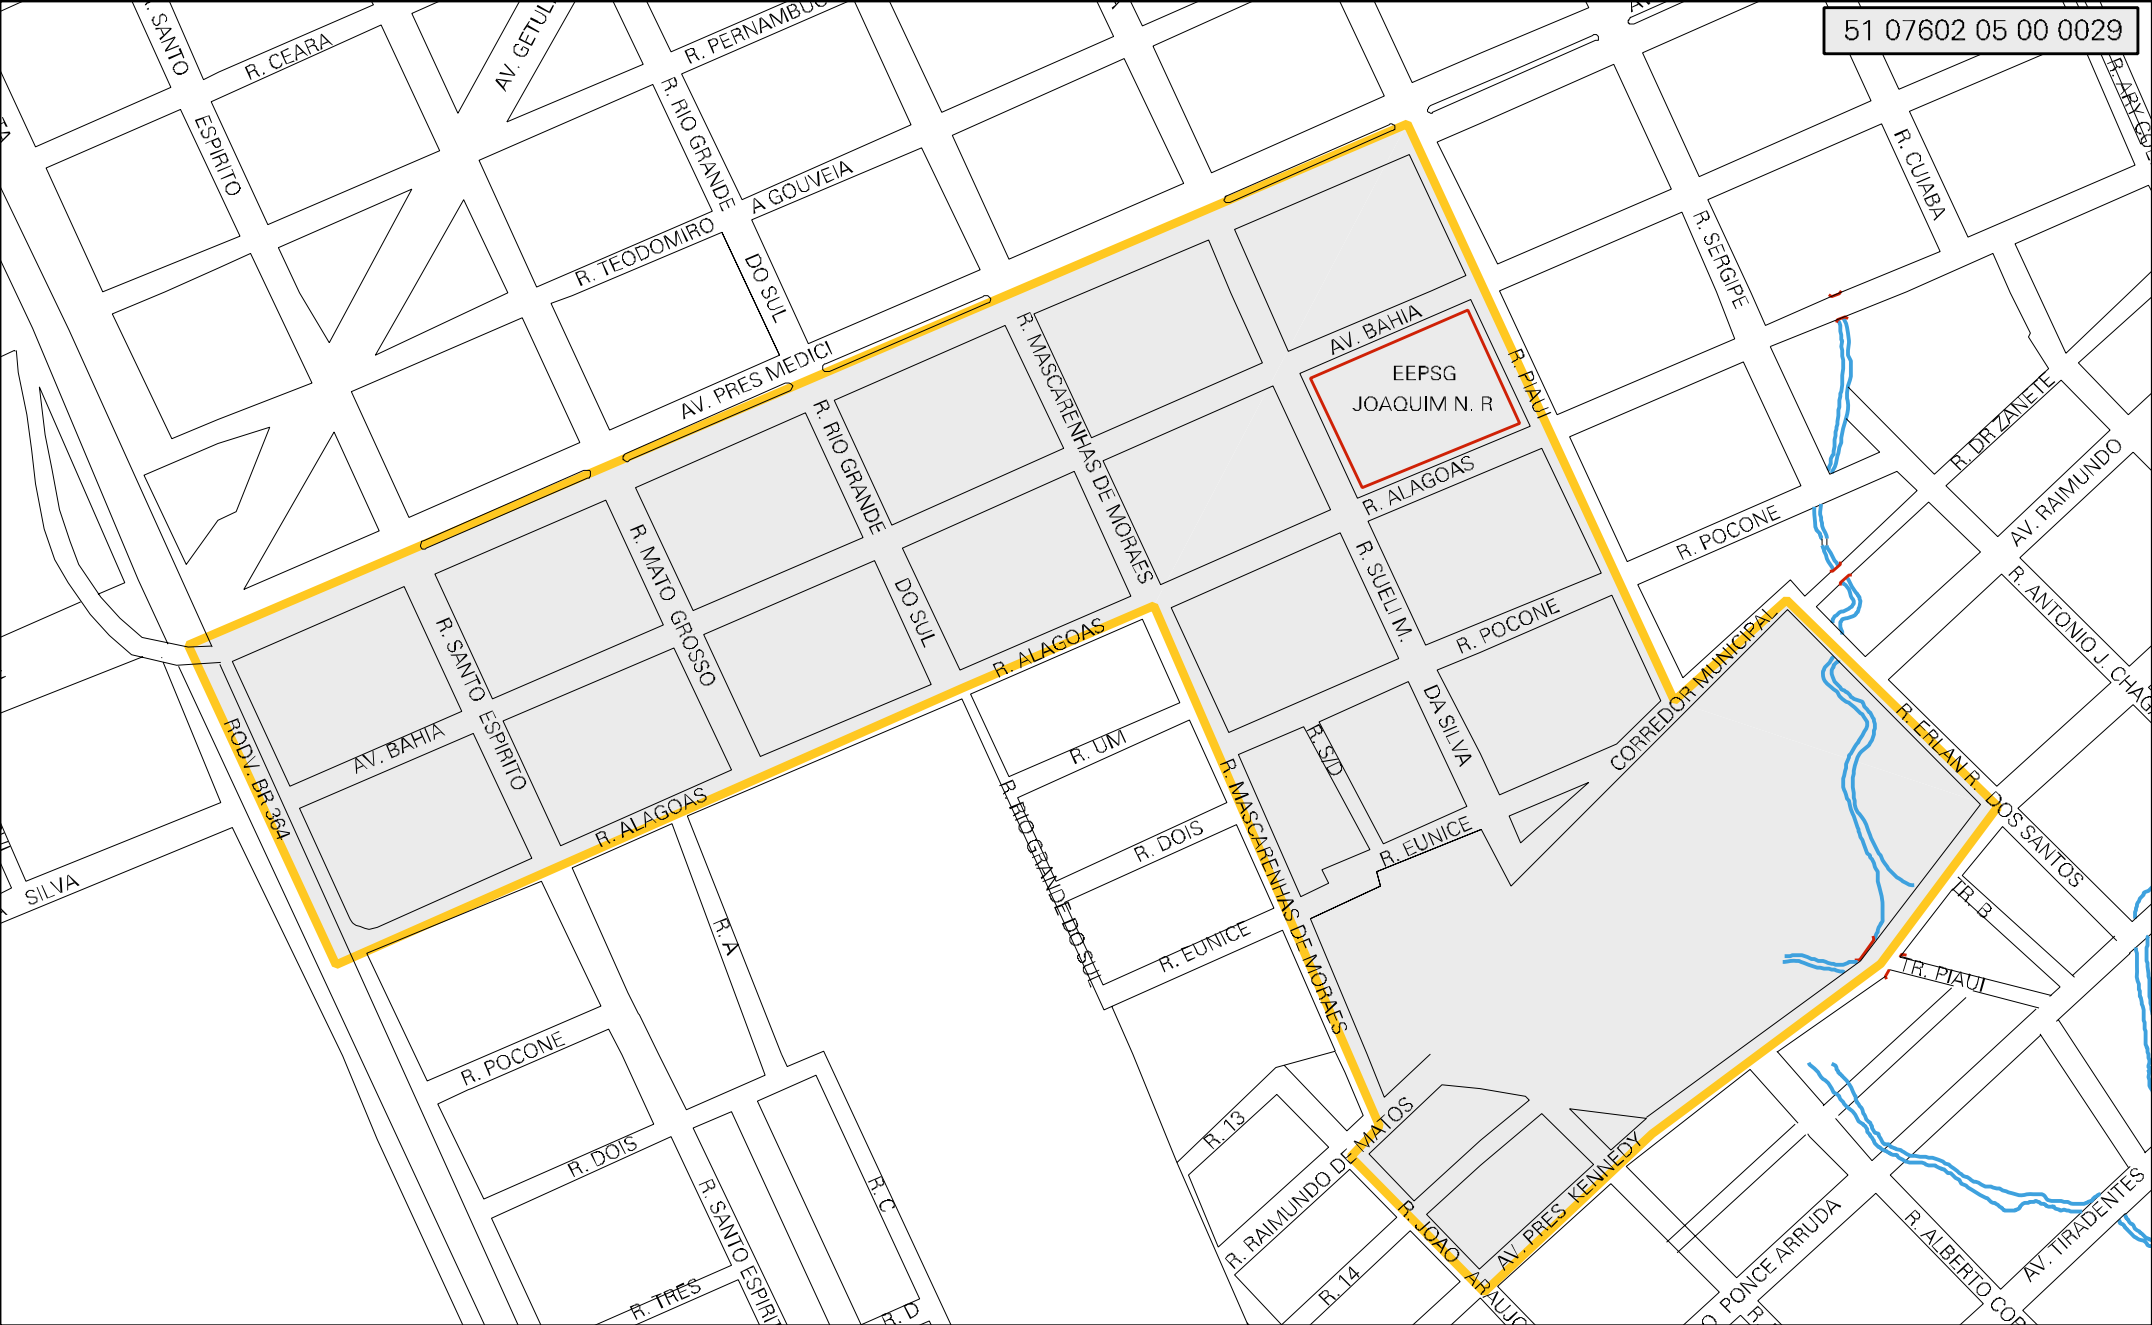 51 07602 05 00 0029
R. SANTO
ESPIRITO
R. CEARA
R. PERNAMBUC
R. RIO GRANDE
DO SUL
A GOUVEIA
R. TEODOMIRO
AV. PRES MEDICI
R. CUIABA
R. SERGIPE
R. MASCARENHAS DE MORAES
AV. BAHIA
R. PIAUI
EEPSG
JOAQUIM N. R
R. ALAGOAS
R. RIO GRANDE
DO SUL
R. MATO GROSSO
R. SANTO ESPIRITO
R. SUELI M.
DA SILVA
R. POCONE
R. POCONE
R. DR ZANETE
AV. RAIMUNDO
R. ANTONIO J. CHAG
CORREDOR MUNICIPAL
R. ERLAN R. DOS SANTOS
R. ALAGOAS
AV. BAHIA
RODV. BR 364
R. ALAGOAS
SILVA
R. UM
R. DOIS
R. EUNICE
R. RIO GRANDE DO SUL
R. MASCARENHAS DE MORAES
R. S/D
R. EUNICE
TR. B
TR. PIAUI
R. A
R. POCONE
R. DOIS
R. SANTO ESPIRIT
R. TRES
R. C
R. D
R. 13
R. RAIMUNDO DE MATOS
R. 14
R. JOAO ARAUJO
AV. PRES KENNEDY
O PONCE ARRUDA
R. ALBERTO COR
AV. TIRADENTES